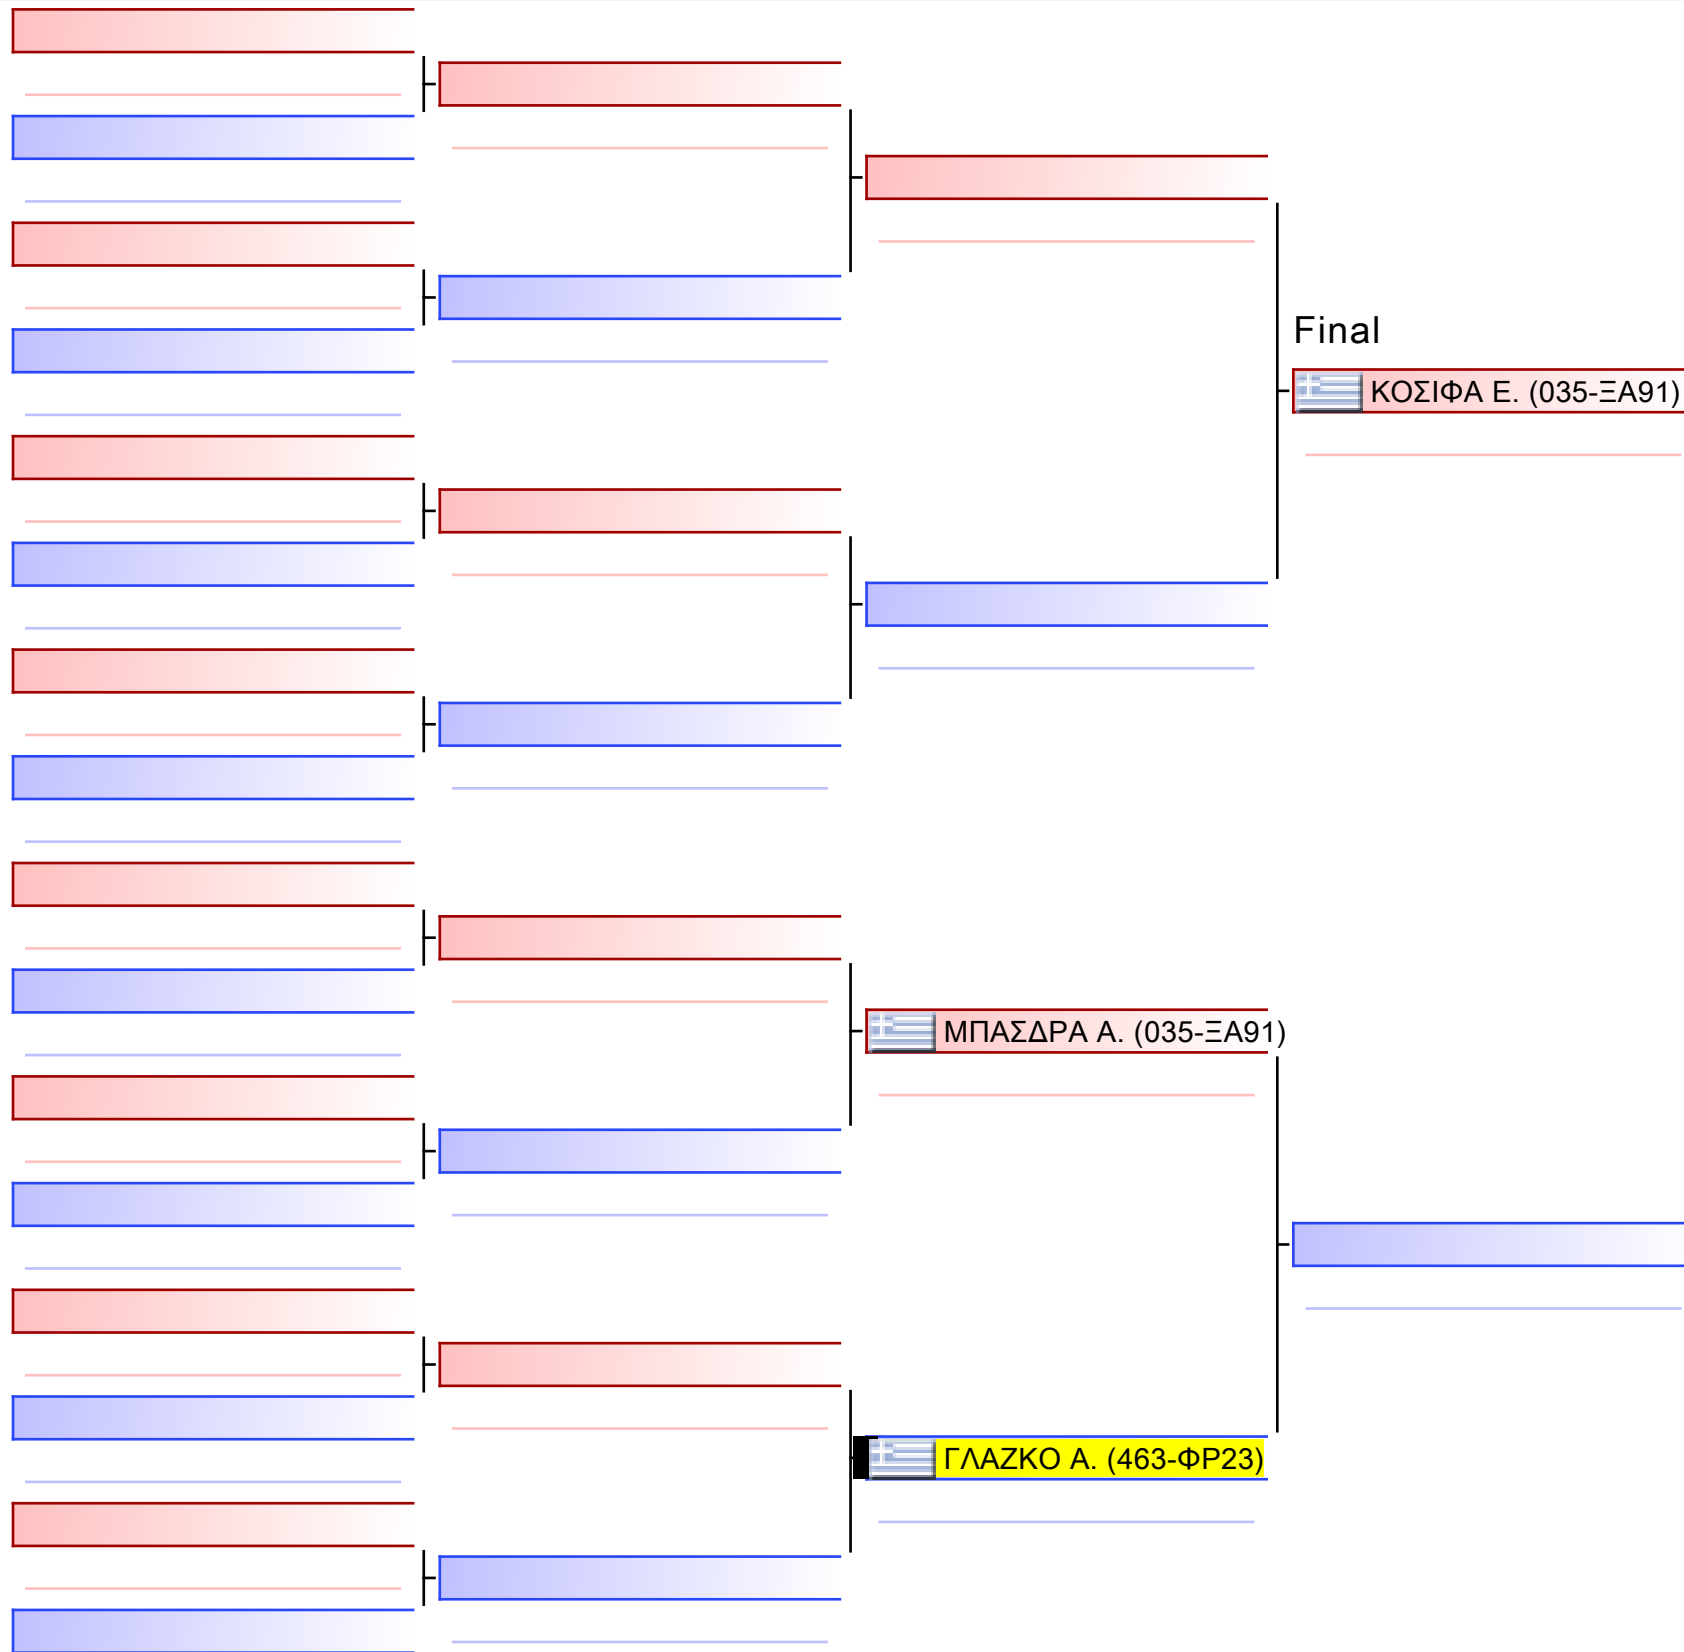 Final
ΚΟΣΙΦΑ Ε. (035-ΞΑ91)
ΜΠΑΣΔΡΑ Α. (035-ΞΑ91)
ΓΛΑΖΚΟ Α. (463-ΦΡ23)